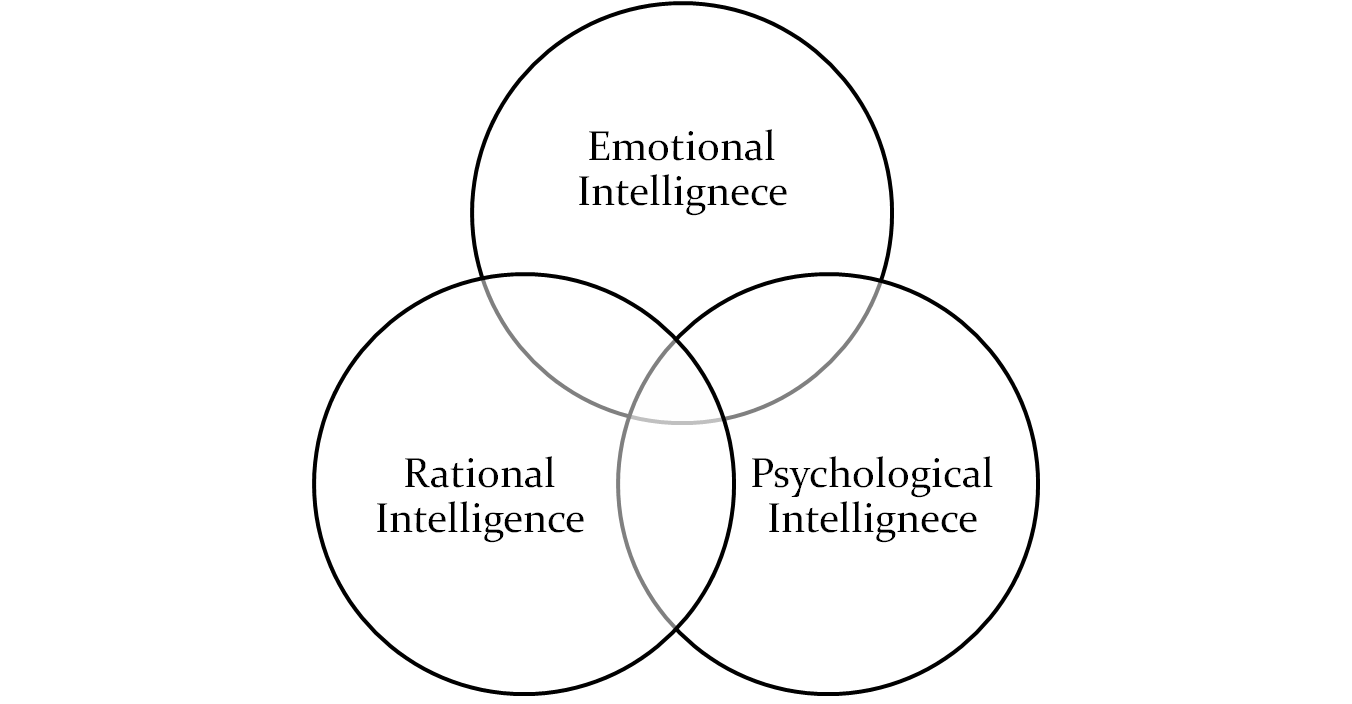 Emotional
Intellignece
Rational
Intelligence
Psychological
Intellignece